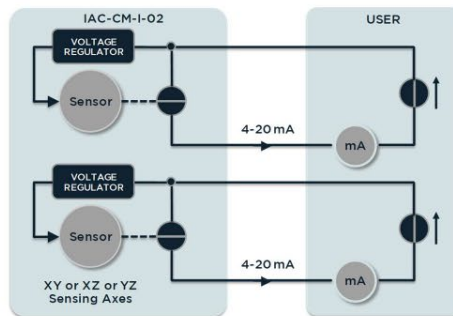 IAC-CM-I-02
USER
VOLTAGE
REGULATOR
Sensor
4-20 mA
mA
VOLTAGE
REGULATOR
Sensor
4-20 mA
mA
XY or XZ or YZ
Sensing Axes